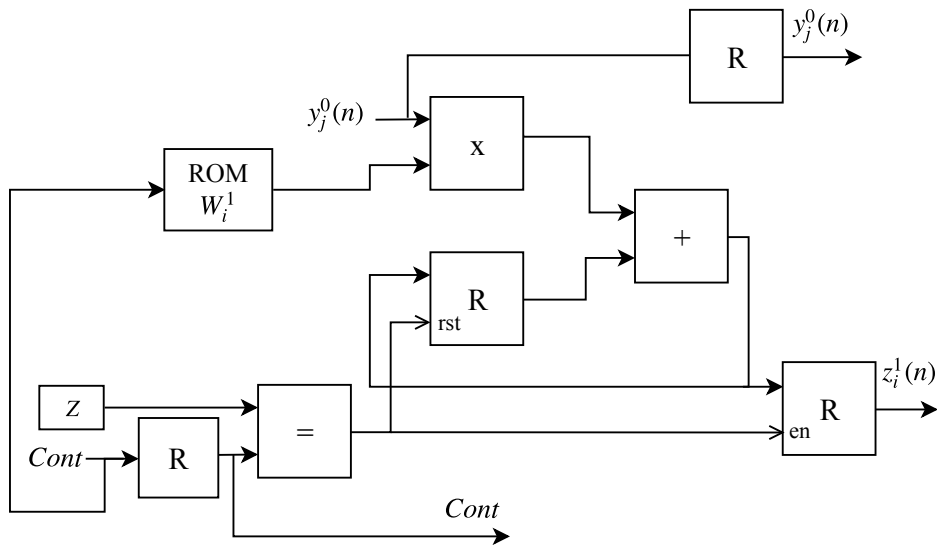 y_j^0(n)
R
y_j^0(n)
x
ROM
W_i^1
+
R
rst
z_i^1(n)
Z
=
R
en
Cont
R
Cont